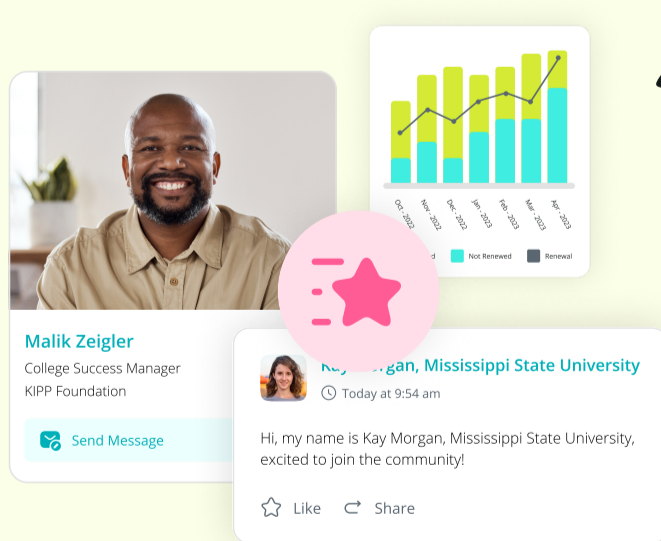 Oct - 2022
Nov - 2022
Dec - 2022
Jan - 2023
Feb - 2023
Mar - 2023
Apr - 2023
Not Renewed
Renewal
Malik Zeigler
College Success Manager
KIPP Foundation
Send Message
Kay Morgan, Mississippi State University
Today at 9:54 am
Hi, my name is Kay Morgan, Mississippi State University,
excited to join the community!
Like
Share